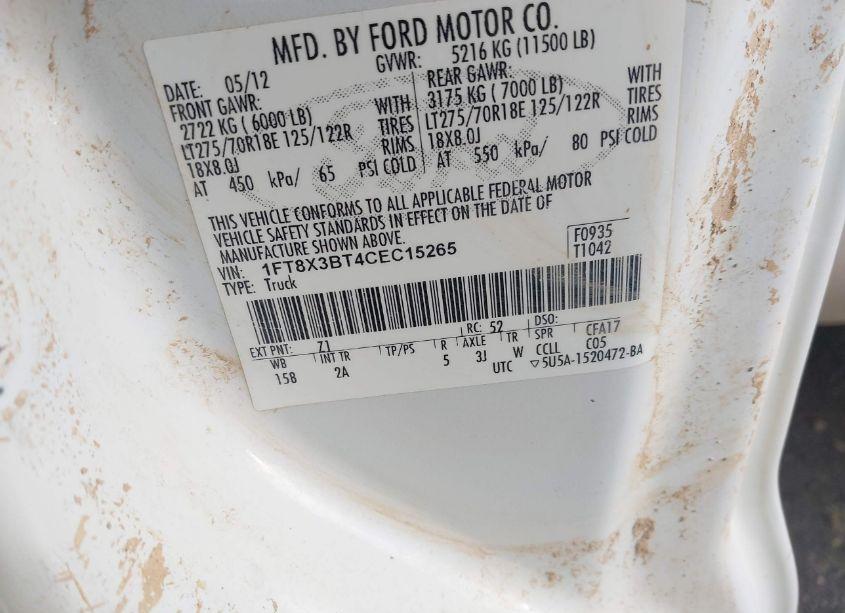 MFD. BY FORD MOTOR CO.
DATE: 05/12 GVWR: 5216 KG (11500 LB)
FRONT GAWR: REAR GAWR:
2722 KG ( 6000 LB) WITH 3175 KG ( 7000 LB) WITH
LT275/70R18E 125/122R TIRES LT275/70R18E 125/122R TIRES
18X8.0J RIMS 18X8.0J RIMS
AT 450 kPa/ 65 PSI COLD AT 550 kPa/ 80 PSI COLD
THIS VEHICLE CONFORMS TO ALL APPLICABLE FEDERAL MOTOR
VEHICLE SAFETY STANDARDS IN EFFECT ON THE DATE OF
MANUFACTURE SHOWN ABOVE.
VIN: 1FT8X3BT4CEC15265 F0935
TYPE: Truck T1042
EXT PNT: Z1 RC: 52 DSO:
WB INT TR TP/PS R AXLE TR SPR CFA17
158 2A 5 3J W CCLL C05
UTC ▽5U5A-1520472-BA